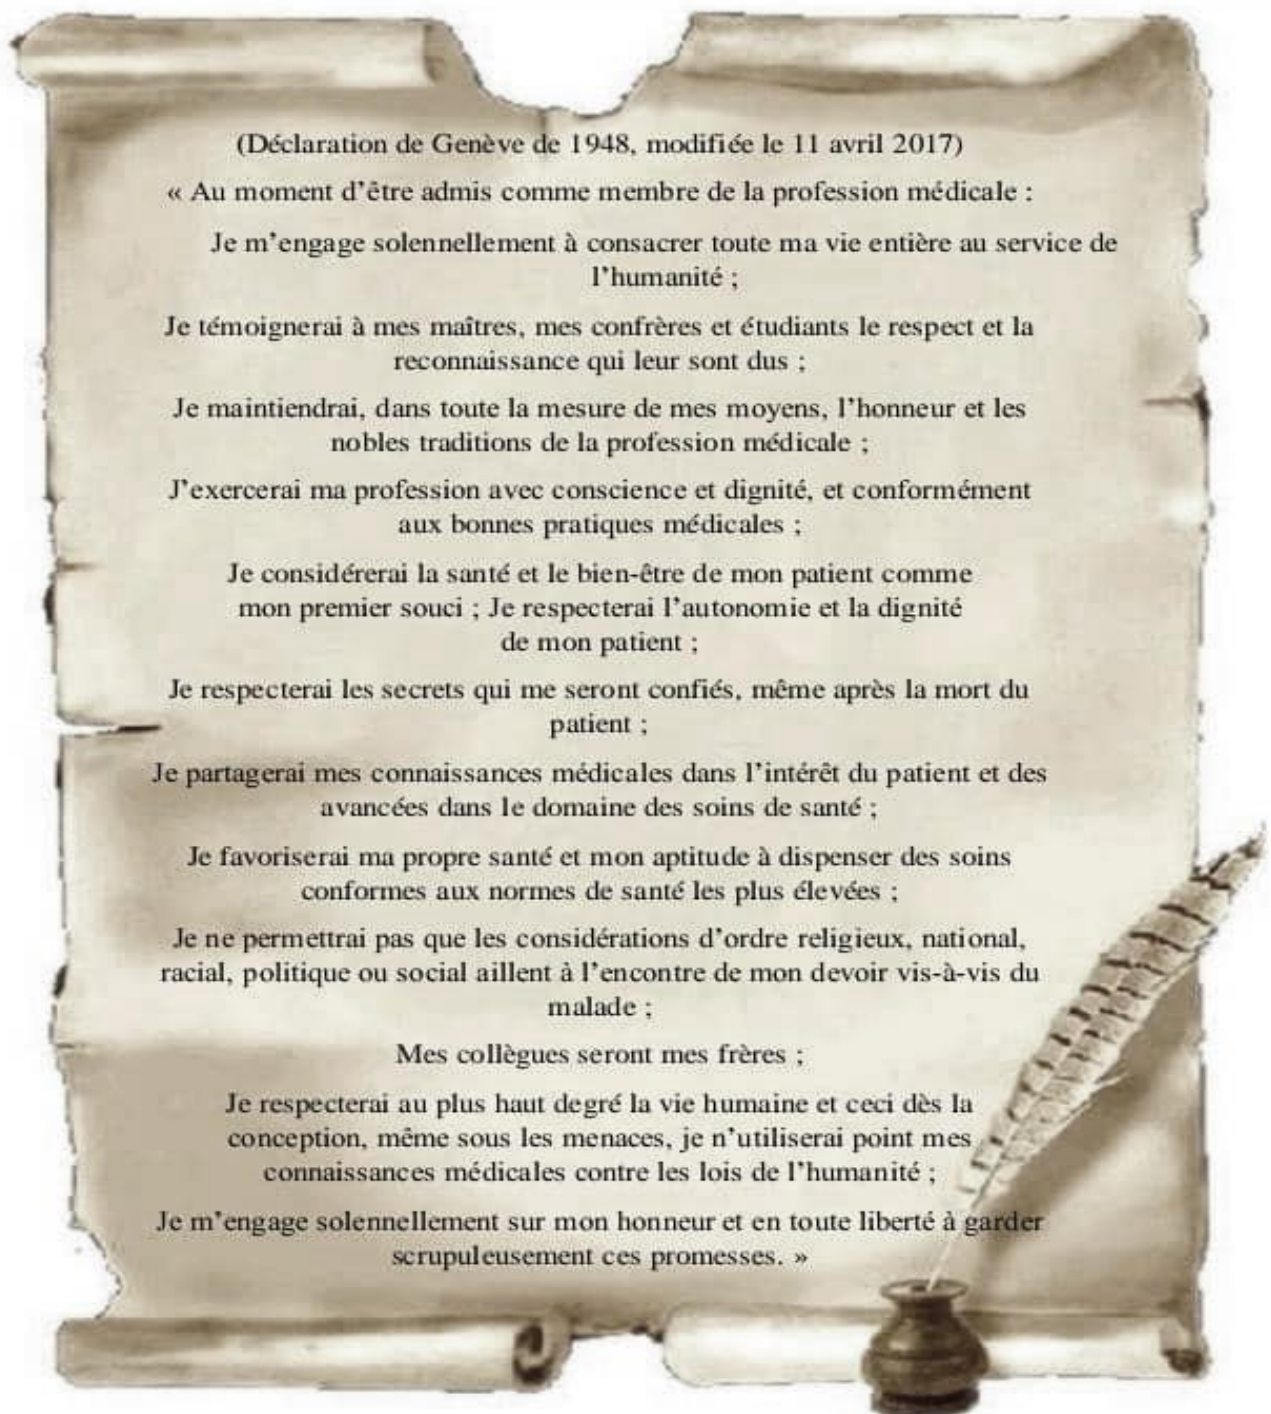 (Déclaration de Genève de 1948, modifiée le 11 avril 2017)
« Au moment d’être admis comme membre de la profession médicale :
Je m’engage solennellement à consacrer toute ma vie entière au service de
l’humanité ;
Je témoignerai à mes maîtres, mes confrères et étudiants le respect et la
reconnaissance qui leur sont dus ;
Je maintiendrai, dans toute la mesure de mes moyens, l’honneur et les
nobles traditions de la profession médicale ;
J’exercerai ma profession avec conscience et dignité, et conformément
aux bonnes pratiques médicales ;
Je considérerai la santé et le bien-être de mon patient comme
mon premier souci ; Je respecterai l’autonomie et la dignité
de mon patient ;
Je respecterai les secrets qui me seront confiés, même après la mort du
patient ;
Je partagerai mes connaissances médicales dans l’intérêt du patient et des
avancées dans le domaine des soins de santé ;
Je favoriserai ma propre santé et mon aptitude à dispenser des soins
conformes aux normes de santé les plus élevées ;
Je ne permettrai pas que les considérations d’ordre religieux, national,
racial, politique ou social aillent à l’encontre de mon devoir vis-à-vis du
malade ;
Mes collègues seront mes frères ;
Je respecterai au plus haut degré la vie humaine et ceci dès la
conception, même sous les menaces, je n’utiliserai point mes
connaissances médicales contre les lois de l’humanité ;
Je m’engage solennellement sur mon honneur et en toute liberté à garder
scrupuleusement ces promesses. »